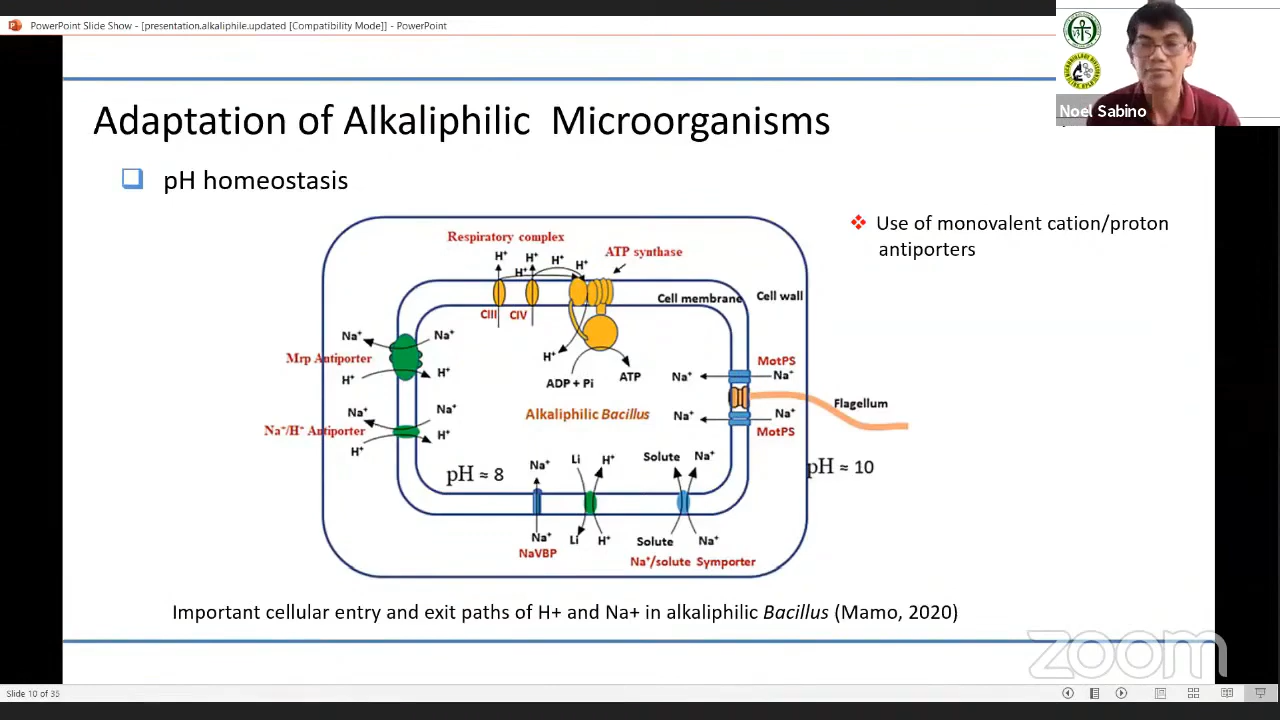 PowerPoint Slide Show - [presentation.alkaliphile.updated [Compatibility Mode]] - PowerPoint
Noel Sabino
Adaptation of Alkaliphilic Microorganisms
pH homeostasis
Use of monovalent cation/proton
antiporters
Respiratory complex
ATP synthase
H⁺ H⁺ H⁺ H⁺
H⁺
Cell membrane
Cell wall
CIII CIV
Na⁺ Na⁺
Mrp Antiporter
H⁺ H⁺
H⁺
ADP + Pi
ATP
MotPS
Na⁺ Na⁺
Flagellum
Na⁺ Na⁺
MotPS
Alkaliphilic Bacillus
Na⁺ Na⁺
Na⁺/H⁺ Antiporter
H⁺ H⁺
pH ≈ 8
pH ≈ 10
Na⁺ Li H⁺ Solute Na⁺
Na⁺ Li H⁺ Solute Na⁺
NaVBP
Na⁺/solute Symporter
Important cellular entry and exit paths of H+ and Na+ in alkaliphilic Bacillus (Mamo, 2020)
zoom
Slide 10 of 35